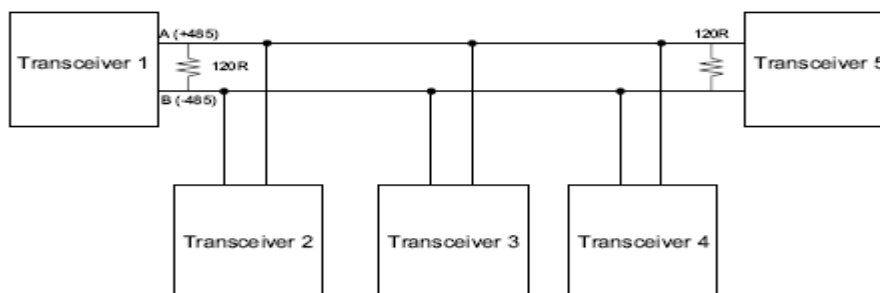 A (+485)
120R
Transceiver 1
120R
Transceiver 5
B (-485)
Transceiver 2
Transceiver 3
Transceiver 4